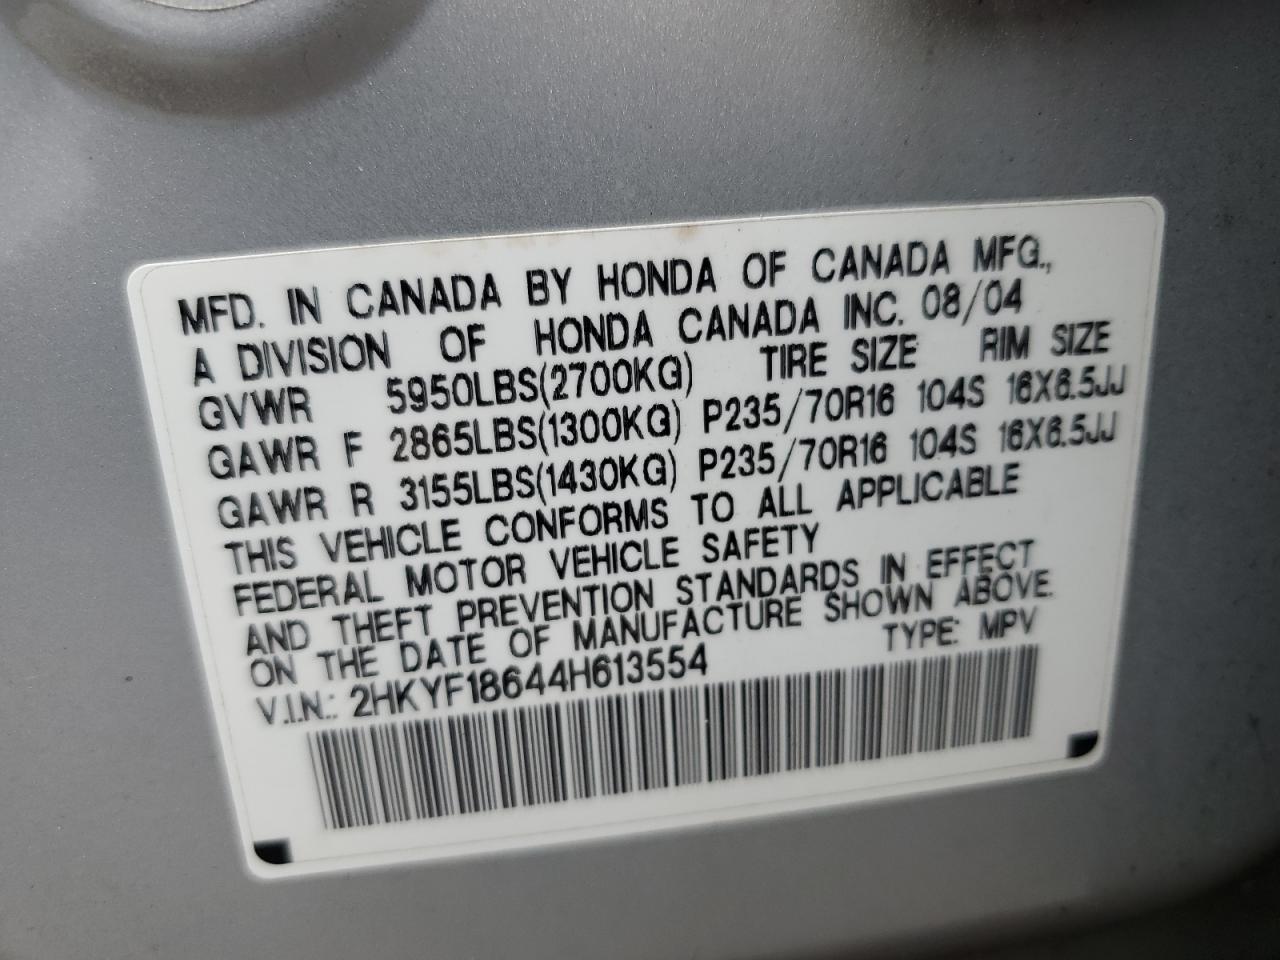 MFD. IN CANADA BY HONDA OF CANADA MFG.,
A DIVISION OF HONDA CANADA INC. 08/04
GVWR 5950LBS(2700KG) TIRE SIZE RIM SIZE
GAWR F 2865LBS(1300KG) P235/70R16 104S 16X6.5JJ
GAWR R 3155LBS(1430KG) P235/70R16 104S 16X6.5JJ
THIS VEHICLE CONFORMS TO ALL APPLICABLE
FEDERAL MOTOR VEHICLE SAFETY
AND THEFT PREVENTION STANDARDS IN EFFECT
ON THE DATE OF MANUFACTURE SHOWN ABOVE.
V.I.N.: 2HKYF18644H613554 TYPE: MPV